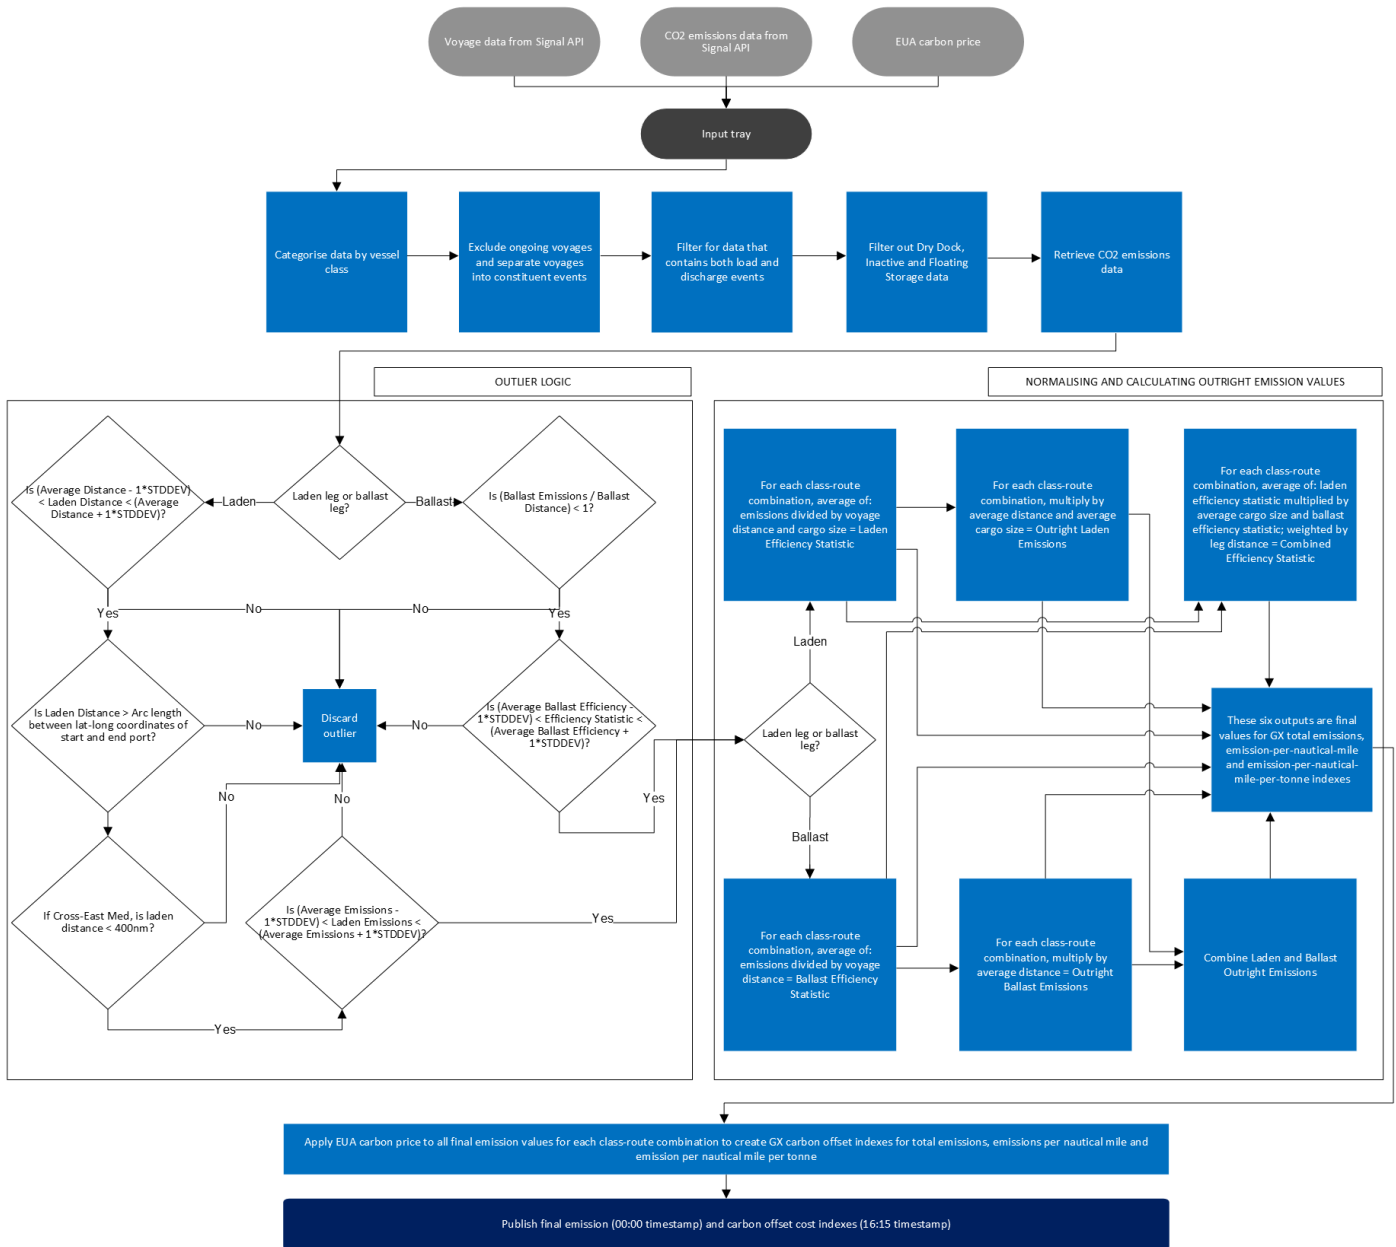 Voyage data from Signal API
CO2 emissions data from
Signal API
EUA carbon price
Input tray
Categorise data by vessel
class
Exclude ongoing voyages
and separate voyages
into constituent events
Filter for data that
contains both load and
discharge events
Filter out Dry Dock,
Inactive and Floating
Storage data
Retrieve CO2 emissions
data
OUTLIER LOGIC
Is (Average Distance - 1*STDDEV)
< Laden Distance < (Average
Distance + 1*STDDEV)?
Laden
Laden leg or ballast
leg?
Ballast
Is (Ballast Emissions / Ballast
Distance) < 1?
Yes
No
No
Yes
Is Laden Distance > Arc length
between lat-long coordinates of
start and end port?
No
Discard
outlier
No
Is (Average Ballast Efficiency -
1*STDDEV) < Efficiency Statistic <
(Average Ballast Efficiency +
1*STDDEV)?
No
No
Yes
If Cross-East Med, is laden
distance < 400nm?
Is (Average Emissions -
1*STDDEV) < Laden Emissions <
(Average Emissions + 1*STDDEV)?
Yes
Yes
NORMALISING AND CALCULATING OUTRIGHT EMISSION VALUES
For each class-route
combination, average of:
emissions divided by voyage
distance and cargo size = Laden
Efficiency Statistic
For each class-route
combination, multiply by
average distance and average
cargo size = Outright Laden
Emissions
For each class-route
combination, average of: laden
efficiency statistic multiplied by
average cargo size and ballast
efficiency statistic; weighted by
leg distance = Combined
Efficiency Statistic
Laden
Laden leg or ballast
leg?
Ballast
These six outputs are final
values for GX total emissions,
emission-per-nautical-mile
and emission-per-nautical-
mile-per-tonne indexes
For each class-route
combination, average of:
emissions divided by voyage
distance = Ballast Efficiency
Statistic
For each class-route
combination, multiply by
average distance = Outright
Ballast Emissions
Combine Laden and Ballast
Outright Emissions
Apply EUA carbon price to all final emission values for each class-route combination to create GX carbon offset indexes for total emissions, emissions per nautical mile and
emission per nautical mile per tonne
Publish final emission (00:00 timestamp) and carbon offset cost indexes (16:15 timestamp)